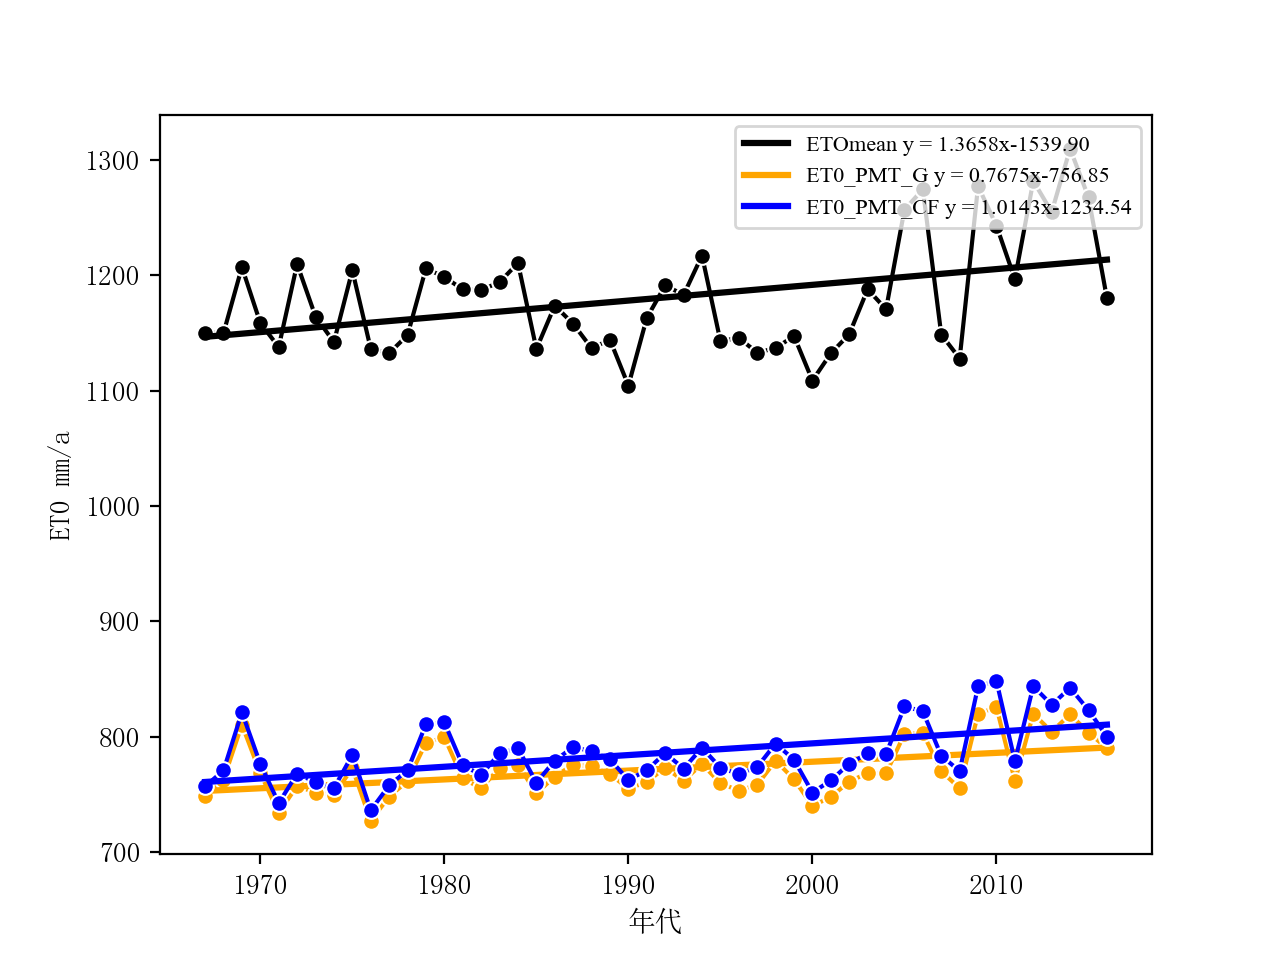 ETOmean y = 1.3658x-1539.90
ET0_PMT_G y = 0.7675x-756.85
ET0_PMT_CF y = 1.0143x-1234.54
1300
1200
1100
1000
900
800
700
ET0 mm/a
1970 1980 1990 2000 2010
年代